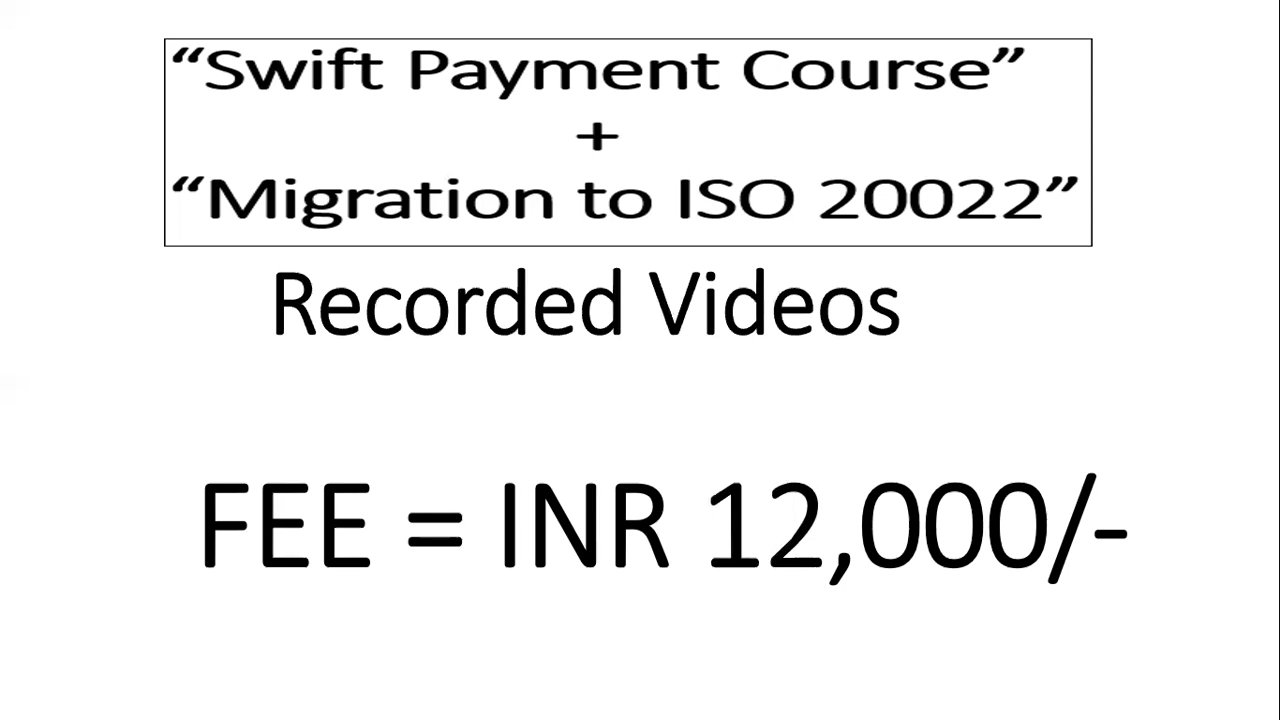 “Swift Payment Course”
+
“Migration to ISO 20022”
Recorded Videos
FEE = INR 12,000/-